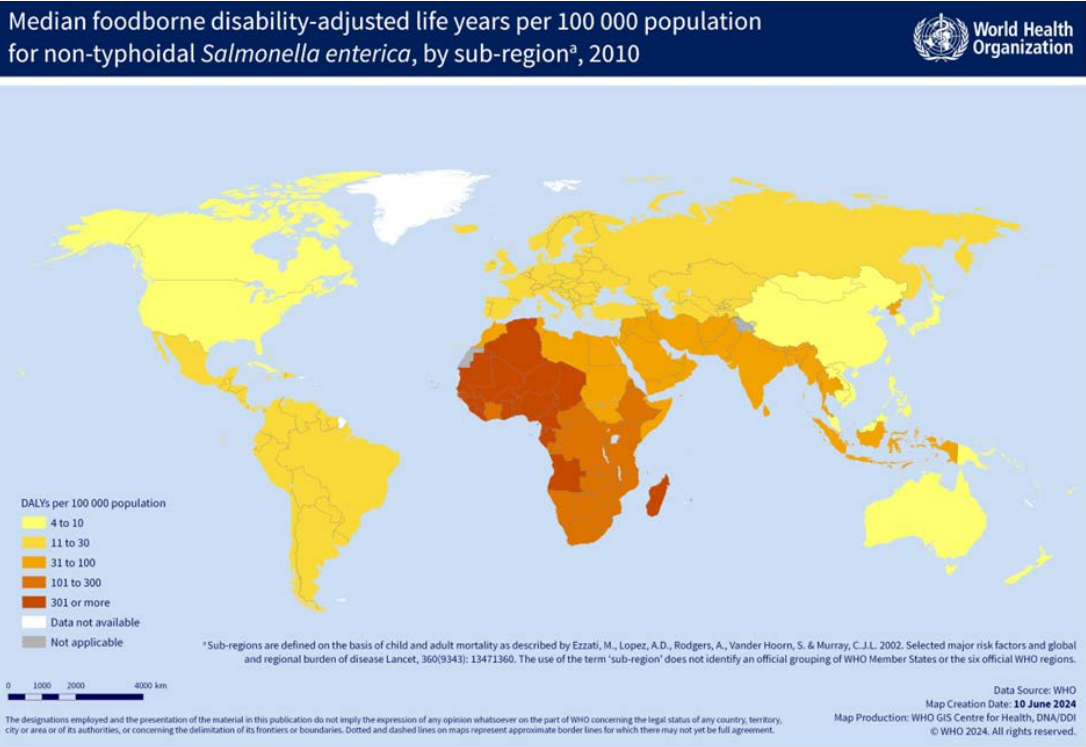 Median foodborne disability-adjusted life years per 100 000 population
for non-typhoidal Salmonella enterica, by sub-regionᵃ, 2010
World Health
Organization
DALYs per 100 000 population
4 to 10
11 to 30
31 to 100
101 to 300
301 or more
Data not available
Not applicable
ᵃ Sub-regions are defined on the basis of child and adult mortality as described by Ezzati, M., Lopez, A.D., Rodgers, A., Vander Hoorn, S. & Murray, C.J.L. 2002. Selected major risk factors and global
and regional burden of disease Lancet, 360(9343): 13471360. The use of the term 'sub-region' does not identify an official grouping of WHO Member States or the six official WHO regions.
0 1000 2000 4000 km
Data Source: WHO
Map Creation Date: 10 June 2024
Map Production: WHO GIS Centre for Health, DNA/DDI
© WHO 2024. All rights reserved.
The designations employed and the presentation of the material in this publication do not imply the expression of any opinion whatsoever on the part of WHO concerning the legal status of any country, territory,
city or area or of its authorities, or concerning the delimitation of its frontiers or boundaries. Dotted and dashed lines on maps represent approximate border lines for which there may not yet be full agreement.